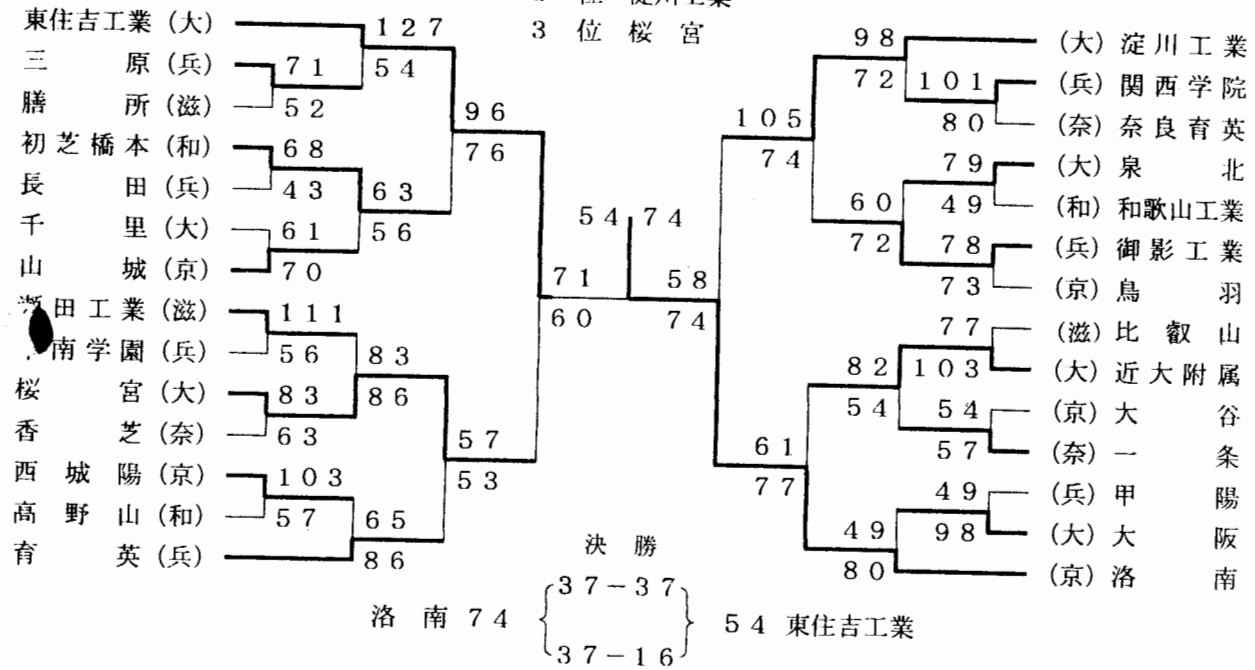 位 淀川工業
3 位 桜宮
東住吉工業 (大)
三原 (兵)
膳所 (滋)
初芝橋本 (和)
長田 (兵)
千里 (大)
山城 (京)
田工業 (滋)
南学園 (兵)
桜宮 (大)
香芝 (奈)
西城陽 (京)
高野山 (和)
育英 (兵)
71
52
68
43
61
70
111
56
83
63
103
57
127
54
63
56
83
86
65
86
96
76
57
53
71
60
54 74
58
74
105
74
61
77
98
72
60
72
82
54
49
80
101
80
79
49
78
73
77
103
54
57
49
98
(大) 淀川工業
(兵) 関西学院
(奈) 奈良育英
(大) 泉北
(和) 和歌山工業
(兵) 御影工業
(京) 鳥羽
(滋) 比叡山
(大) 近大附属
(京) 大谷
(奈) 一条
(兵) 甲陽
(大) 大阪
(京) 洛南
決勝
洛南 74 { 37-37 37-16 } 54 東住吉工業